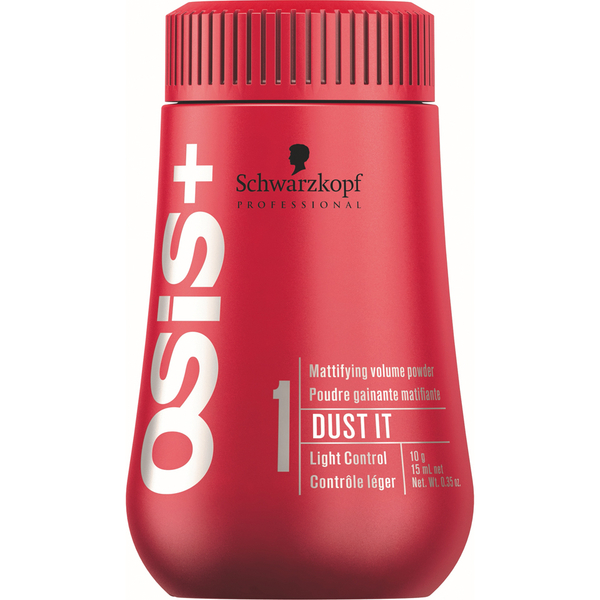 Schwarzkopf
PROFESSIONAL
OSiS+
Mattifying volume powder
Poudre gainante matifiante
1
DUST IT
Light Control
Contrôle léger
10 g
15 mL net
Net. Wt. 0.35 oz.